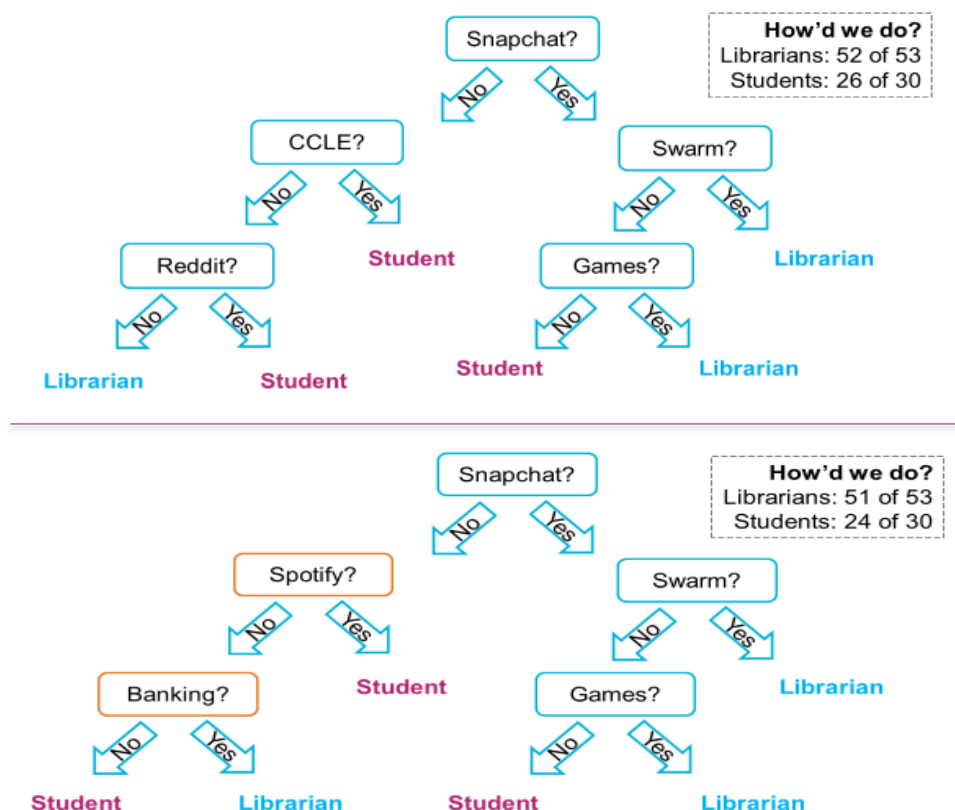 Snapchat?
How'd we do?
Librarians: 52 of 53
Students: 26 of 30
No
Yes
CCLE?
Swarm?
No
Yes
No
Yes
Reddit?
Student
Games?
Librarian
No
Yes
No
Yes
Librarian
Student
Student
Librarian
Snapchat?
How'd we do?
Librarians: 51 of 53
Students: 24 of 30
No
Yes
Spotify?
Swarm?
No
Yes
No
Yes
Banking?
Student
Games?
Librarian
No
Yes
No
Yes
Student
Librarian
Student
Librarian